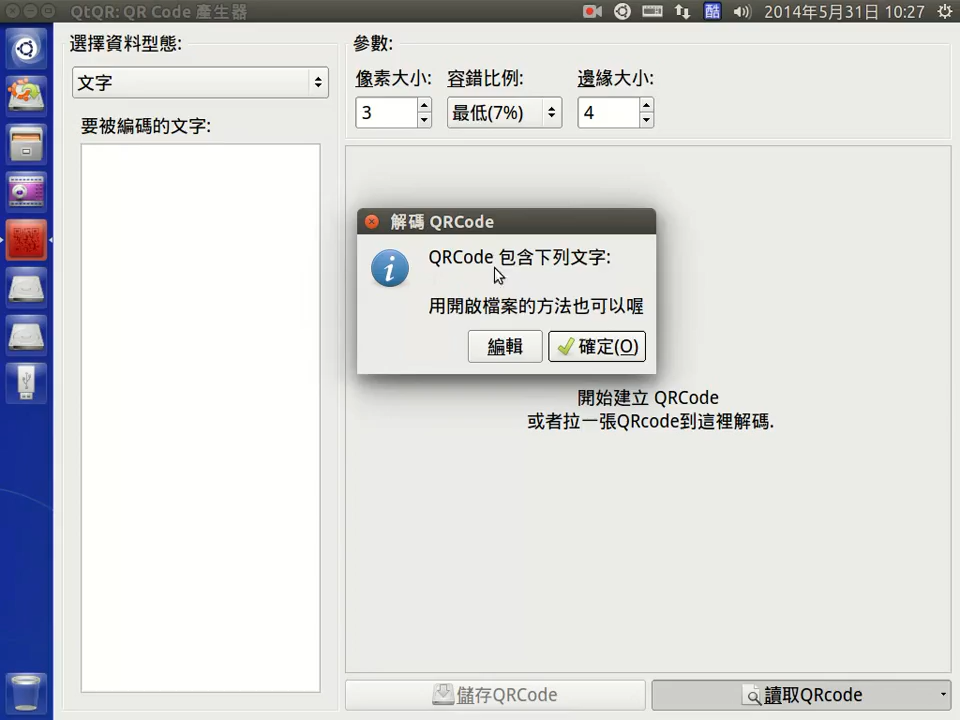 QtQR: QR Code 產生器
酷
2014年5月31日 10:27
選擇資料型態:
文字
要被編碼的文字:
參數:
像素大小:
容錯比例:
邊緣大小:
3
最低(7%)
4
解碼 QRCode
QRCode 包含下列文字:
用開啟檔案的方法也可以喔
編輯
確定(O)
開始建立 QRCode
或者拉一張QRcode到這裡解碼.
儲存QRCode
讀取QRcode